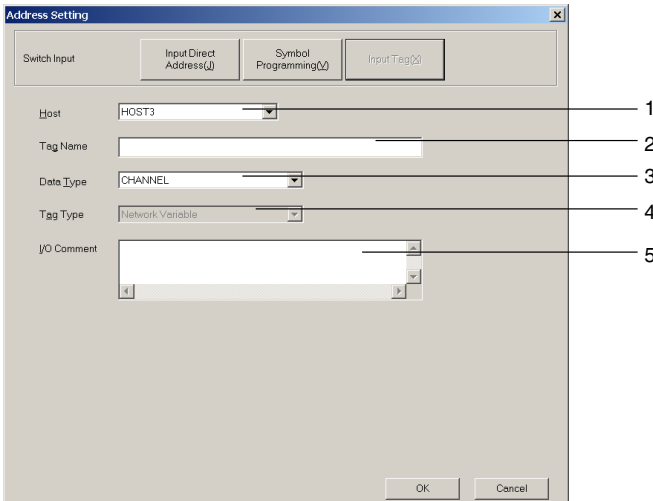 Address Setting
Switch Input
Input Direct
Address(J)
Symbol
Programming(V)
Input Tag(X)
Host HOST3 1
Tag Name 2
Data Type CHANNEL 3
Tag Type Network Variable 4
I/O Comment 5
OK Cancel